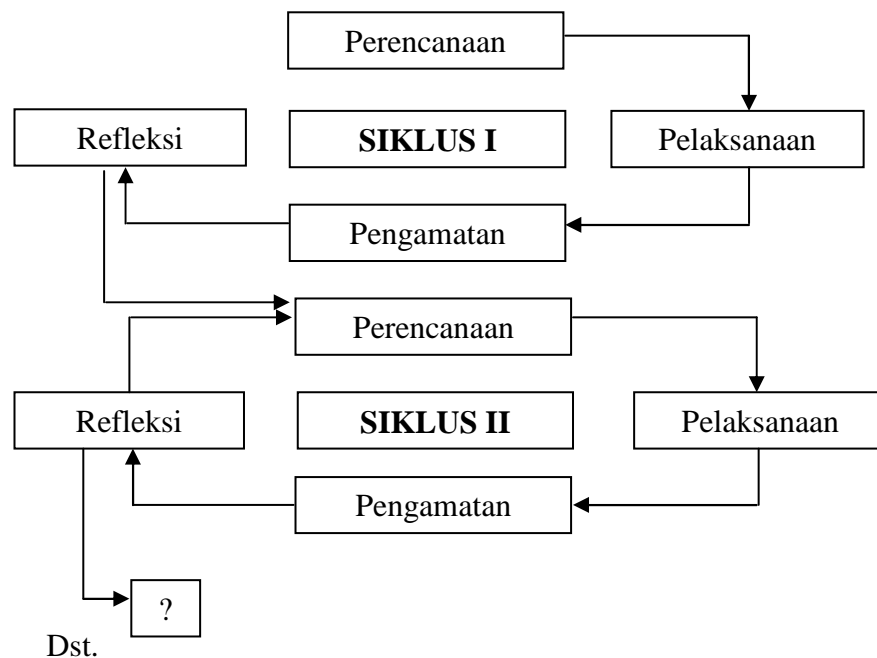 Perencanaan
Refleksi
SIKLUS I
Pelaksanaan
Pengamatan
Perencanaan
Refleksi
SIKLUS II
Pelaksanaan
Pengamatan
?
Dst.